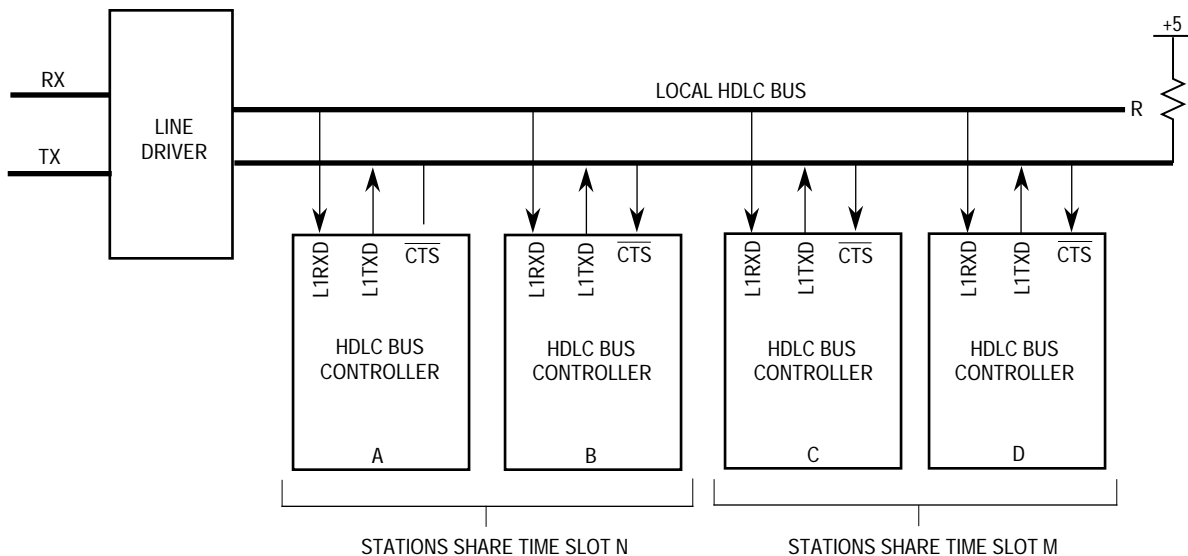 +5
RX
LOCAL HDLC BUS
R
LINE
DRIVER
TX
L1RXD
L1TXD
CTS
L1RXD
L1TXD
CTS
L1RXD
L1TXD
CTS
L1RXD
L1TXD
CTS
HDLC BUS
CONTROLLER
HDLC BUS
CONTROLLER
HDLC BUS
CONTROLLER
HDLC BUS
CONTROLLER
A
B
C
D
STATIONS SHARE TIME SLOT N
STATIONS SHARE TIME SLOT M